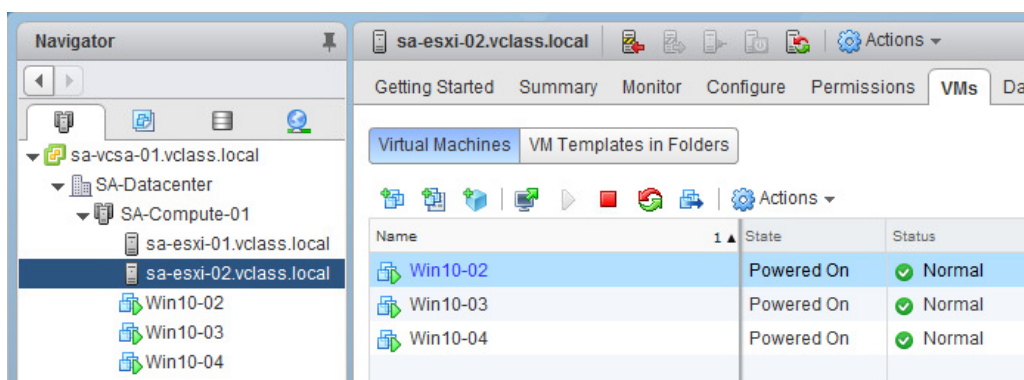 Navigator
sa-esxi-02.vclass.local
Actions
Getting Started Summary Monitor Configure Permissions VMs Da
Virtual Machines VM Templates in Folders
Actions
sa-vcsa-01.vclass.local
SA-Datacenter
SA-Compute-01
sa-esxi-01.vclass.local
sa-esxi-02.vclass.local
Win10-02
Win10-03
Win10-04
Name 1 State Status
Win10-02 Powered On Normal
Win10-03 Powered On Normal
Win10-04 Powered On Normal